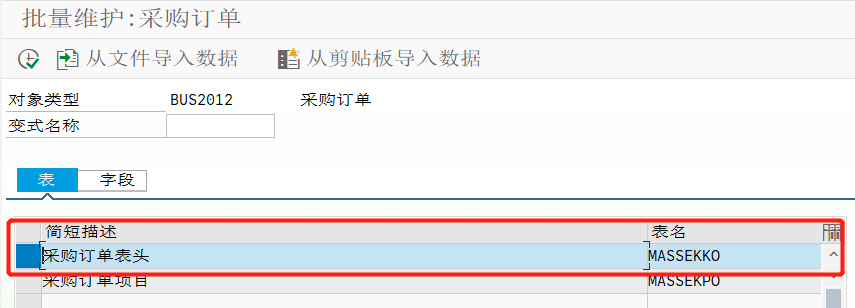 批量维护:采购订单
从文件导入数据 从剪贴板导入数据
对象类型 BUS2012 采购订单
变式名称
表 字段
简短描述 表名
采购订单表头 MASSEKKO
采购订单项目 MASSEKPO